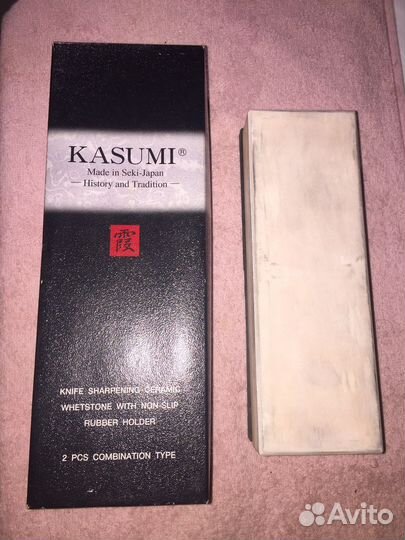 KASUMI®
Made in Seki-Japan
— History and Tradition —
霞
KNIFE SHARPENING CERAMIC
WHETSTONE WITH NON-SLIP
RUBBER HOLDER
2 PCS COMBINATION TYPE
Avito